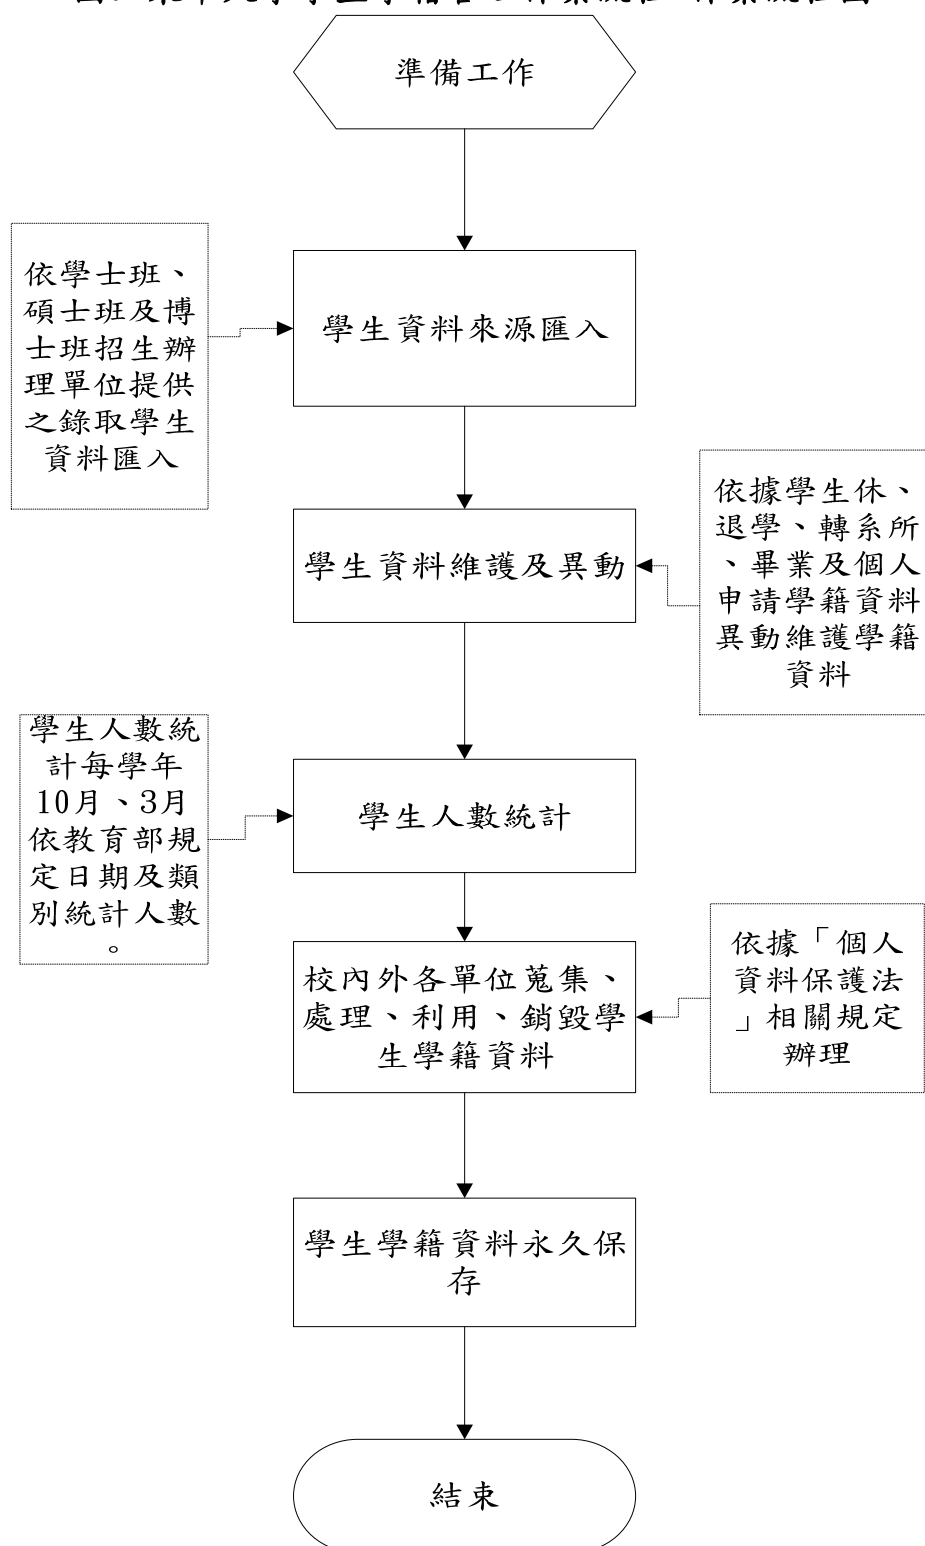 準備工作
依學士班、
碩士班及博
士班招生辦
理單位提供
之錄取學生
資料匯入
學生資料來源匯入
依據學生休、
退學、轉系所
、畢業及個人
申請學籍資料
異動維護學籍
資料
學生資料維護及異動
學生人數統
計每學年
10月、3月
依教育部規
定日期及類
別統計人數
。
學生人數統計
校內外各單位蒐集、
處理、利用、銷毀學
生學籍資料
依據「個人
資料保護法
」相關規定
辦理
學生學籍資料永久保
存
結束